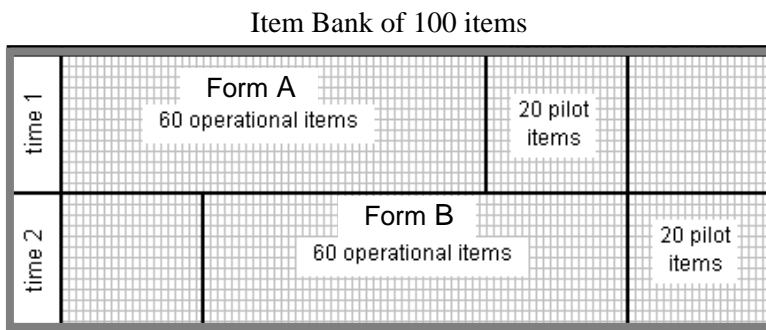 Item Bank of 100 items
time 1
Form A
60 operational items
20 pilot
items
time 2
Form B
60 operational items
20 pilot
items